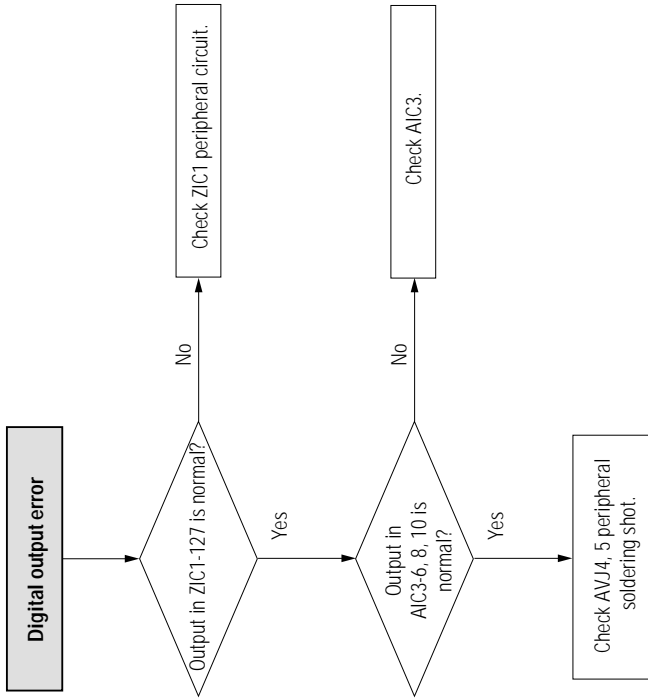 Digital output error
Output in ZIC1-127 is normal?
No
Check ZIC1 peripheral circuit.
Yes
Output in
AIC3-6, 8, 10 is
normal?
No
Check AIC3.
Yes
Check AVJ4, 5 peripheral
soldering shot.